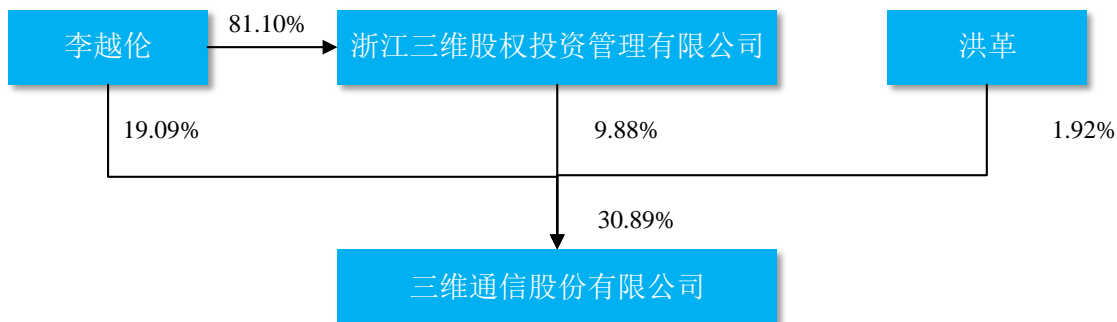 81.10%
李越伦
浙江三维股权投资管理有限公司
洪革
19.09%
9.88%
1.92%
30.89%
三维通信股份有限公司